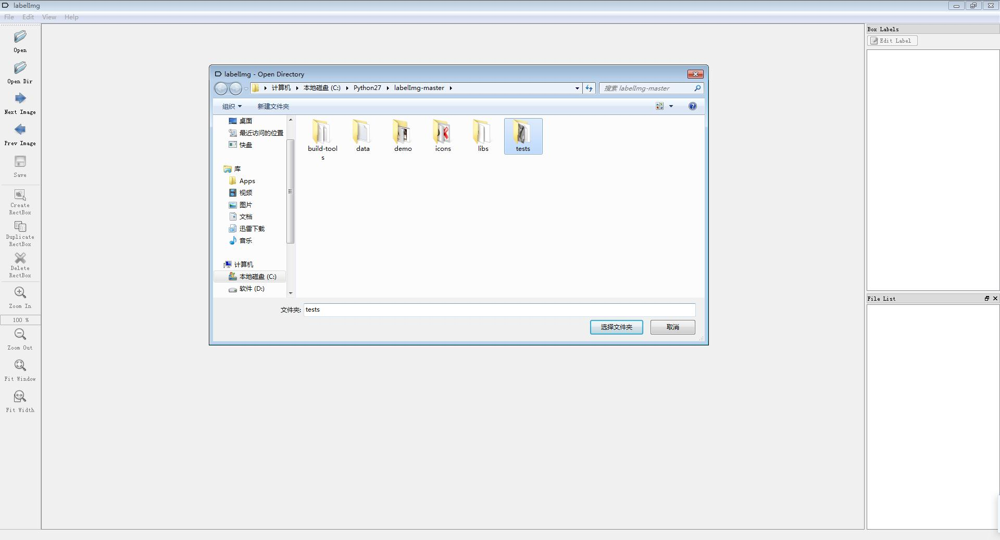 labelImg
File Edit View Help
Open
Open Dir
Next Image
Prev Image
Save
Create
RectBox
Duplicate
RectBox
Delete
RectBox
Zoom In
100 %
Zoom Out
Fit Window
Fit Width
labelImg - Open Directory
计算机 本地磁盘 (C:) Python27 labelImg-master
搜索 labelImg-master
组织 新建文件夹
桌面
最近访问的位置
快盘
库
Apps
视频
图片
文档
迅雷下载
音乐
计算机
本地磁盘 (C:)
软件 (D:)
build-tool
s
data
demo
icons
libs
tests
文件夹: tests
选择文件夹 取消
Box Labels
Edit Label
File List